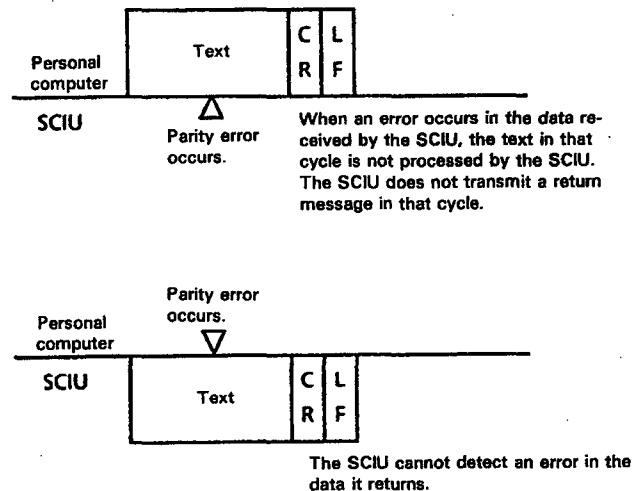 Text
C R
L F
Personal
computer
SCIU
Parity error
occurs.
When an error occurs in the data re-
ceived by the SCIU, the text in that
cycle is not processed by the SCIU.
The SCIU does not transmit a return
message in that cycle.
Parity error
occurs.
Personal
computer
SCIU
Text
C R
L F
The SCIU cannot detect an error in the
data it returns.